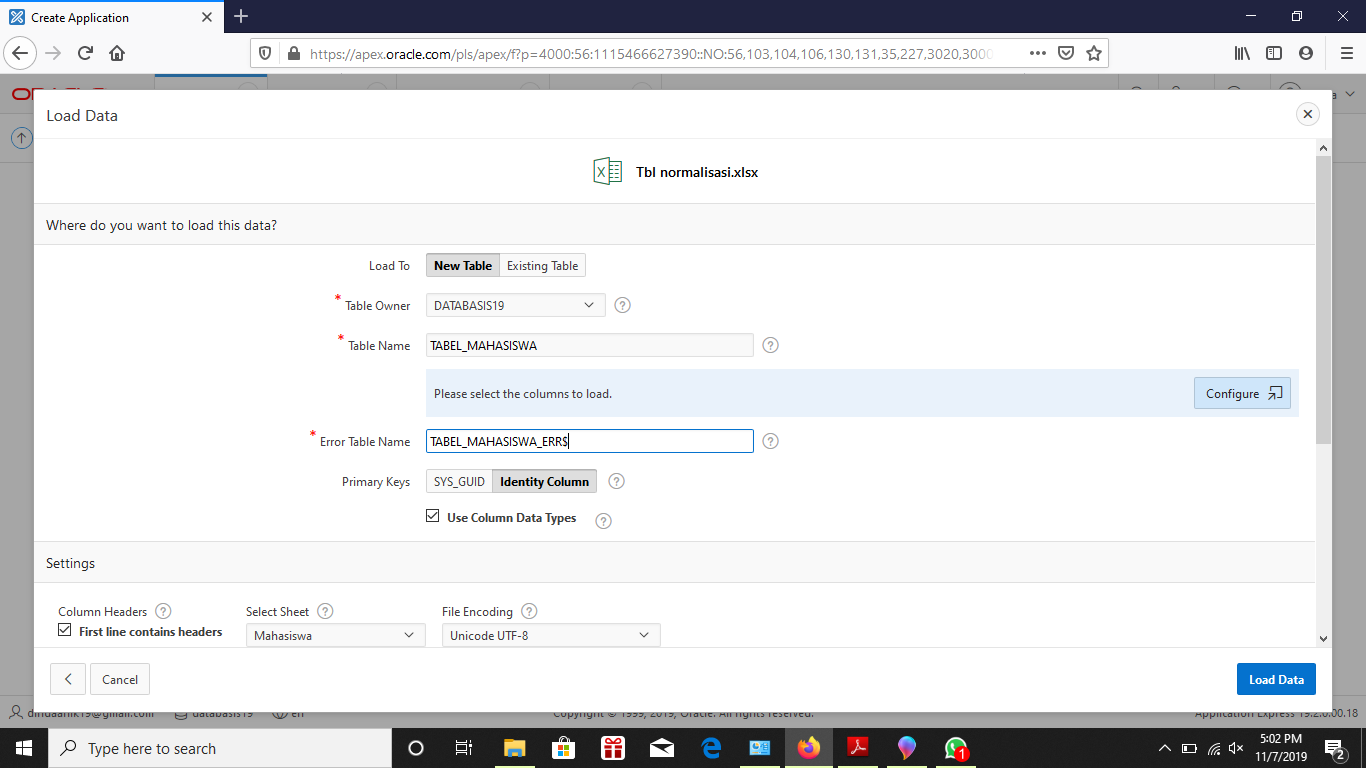 Create Application
https://apex.oracle.com/pls/apex/f?p=4000:56:1115466627390::NO:56,103,104,106,130,131,35,227,3020,3000
Load Data
Tbl normalisasi.xlsx
Where do you want to load this data?
Load To New Table Existing Table
* Table Owner DATABASIS19 ?
* Table Name TABEL_MAHASISWA ?
Please select the columns to load. Configure
* Error Table Name TABEL_MAHASISWA_ERR$ ?
Primary Keys SYS_GUID Identity Column ?
Use Column Data Types ?
Settings
Column Headers ? Select Sheet ? File Encoding ?
First line contains headers Mahasiswa Unicode UTF-8
Cancel Load Data
databasis19 en Copyright © 1999, 2019, Oracle. All rights reserved. Application Express 19.2.0.00.18
Type here to search
1
5:02 PM
11/7/2019
2